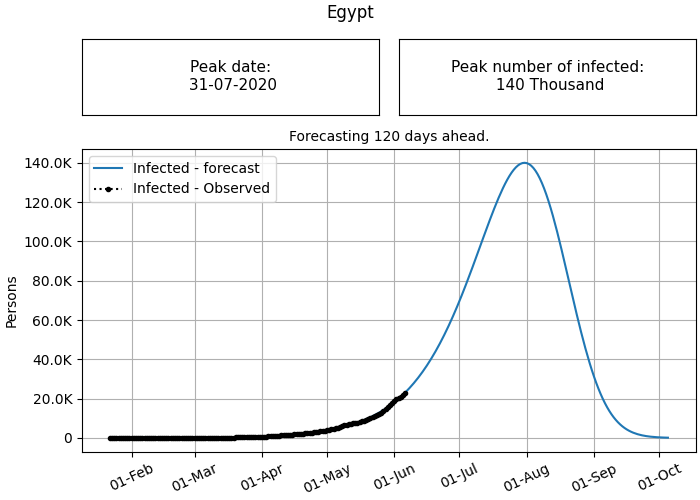 Egypt
Peak date:
31-07-2020
Peak number of infected:
140 Thousand
Forecasting 120 days ahead.
Infected - forecast
Infected - Observed
Persons
140.0K
120.0K
100.0K
80.0K
60.0K
40.0K
20.0K
0
01-Feb
01-Mar
01-Apr
01-May
01-Jun
01-Jul
01-Aug
01-Sep
01-Oct